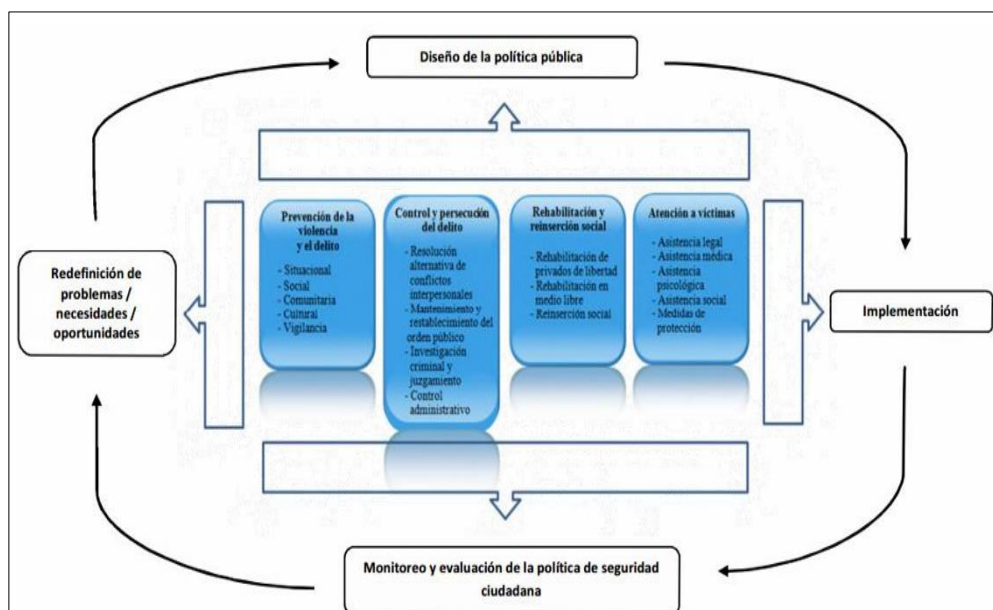 Diseño de la política pública
Prevención de la
violencia
y el delito
- Situacional
- Social
- Comunitaria
- Cultural
- Vigilancia
Control y persecución
del delito
- Resolución
alternativa de
conflictos
interpersonales
- Mantenimiento y
restablecimiento del
orden público
- Investigación
criminal y
juzgamiento
- Control
administrativo
Rehabilitación y
reinserción social
- Rehabilitación de
privados de libertad
- Rehabilitación en
medio libre
- Reinserción social
Atención a víctimas
- Asistencia legal
- Asistencia médica
- Asistencia
psicológica
- Asistencia social
- Medidas de
protección
Redefinición de
problemas /
necesidades /
oportunidades
Implementación
Monitoreo y evaluación de la política de seguridad
ciudadana